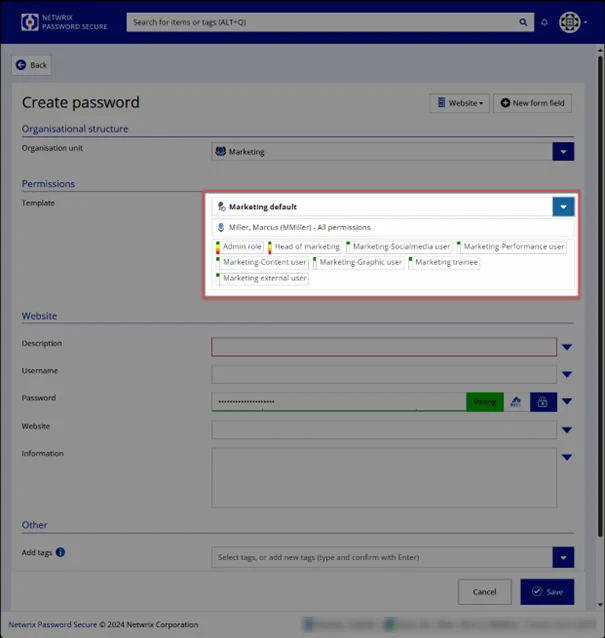 NETWRIX
PASSWORD SECURE
Search for items or tags (ALT+Q)
Back
Create password
Website
New form field
Organisational structure
Organisation unit
Marketing
Permissions
Template
Marketing default
Miller, Marcus (MMiller) - All permissions
Admin role
Head of marketing
Marketing-Socialmedia user
Marketing-Performance user
Marketing-Content user
Marketing-Graphic user
Marketing trainee
Marketing external user
Website
Description
Username
Password
••••••••••••••••••••
Strong
Website
Information
Other
Add tags
Select tags, or add new tags (type and confirm with Enter)
Cancel
Save
Netwrix Password Secure © 2024 Netwrix Corporation